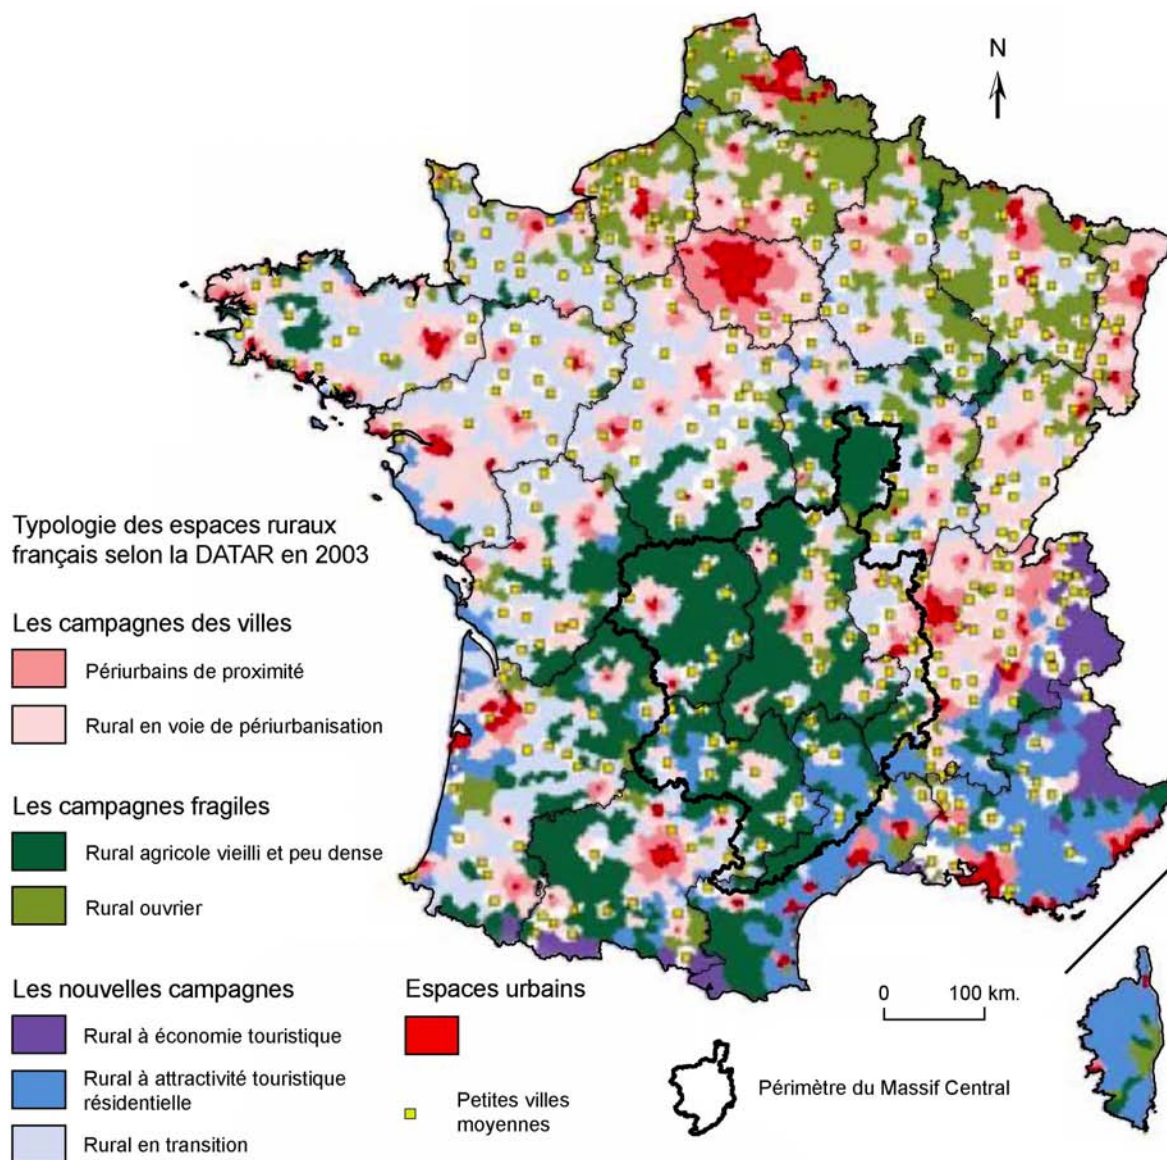 N
Typologie des espaces ruraux
français selon la DATAR en 2003
Les campagnes des villes
Périurbains de proximité
Rural en voie de périurbanisation
Les campagnes fragiles
Rural agricole vieilli et peu dense
Rural ouvrier
Les nouvelles campagnes
Rural à économie touristique
Rural à attractivité touristique
résidentielle
Rural en transition
Espaces urbains
Petites villes
moyennes
0 100 km.
Périmètre du Massif Central